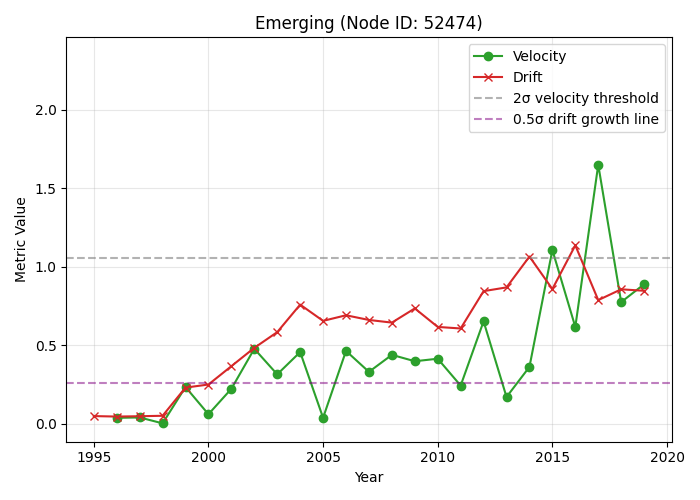 Emerging (Node ID: 52474)
Velocity
Drift
2σ velocity threshold
0.5σ drift growth line
Metric Value
2.0
1.5
1.0
0.5
0.0
1995
2000
2005
2010
2015
2020
Year